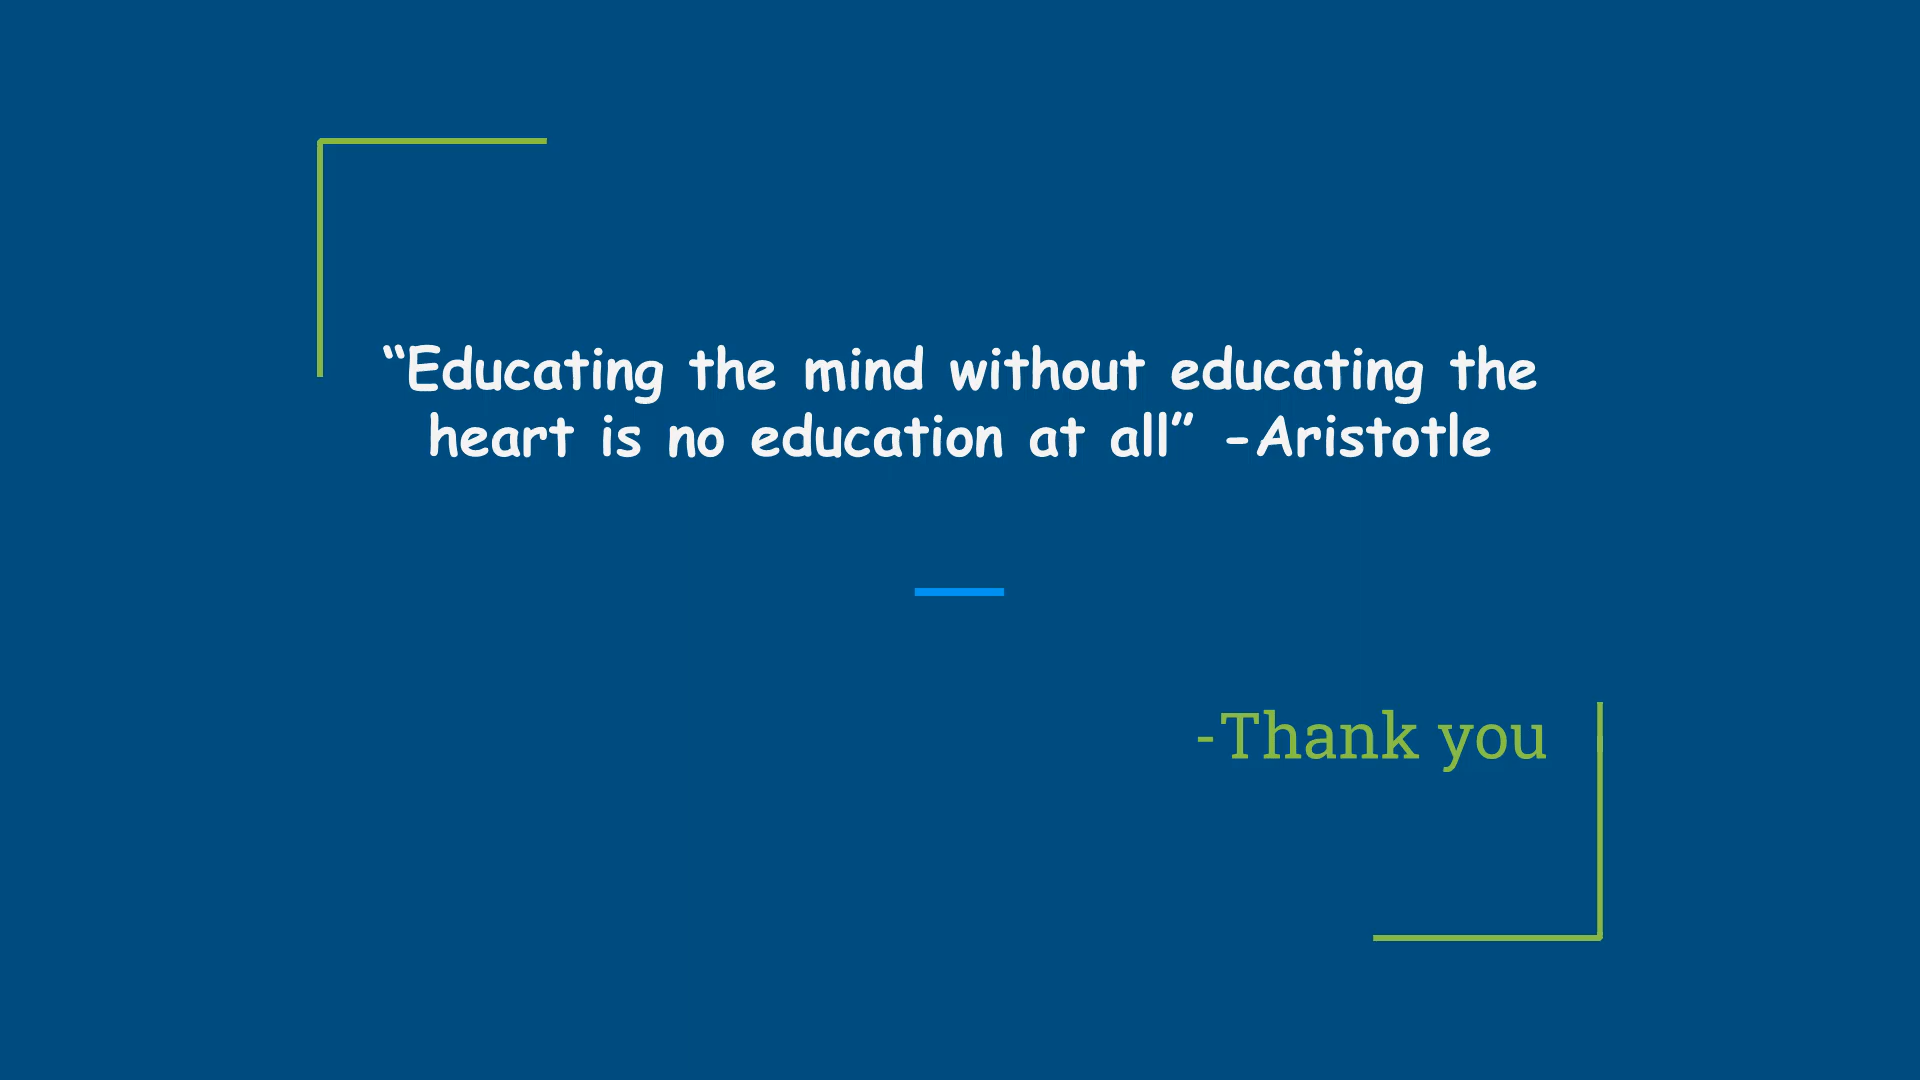 “Educating the mind without educating the
heart is no education at all” -Aristotle
-Thank you